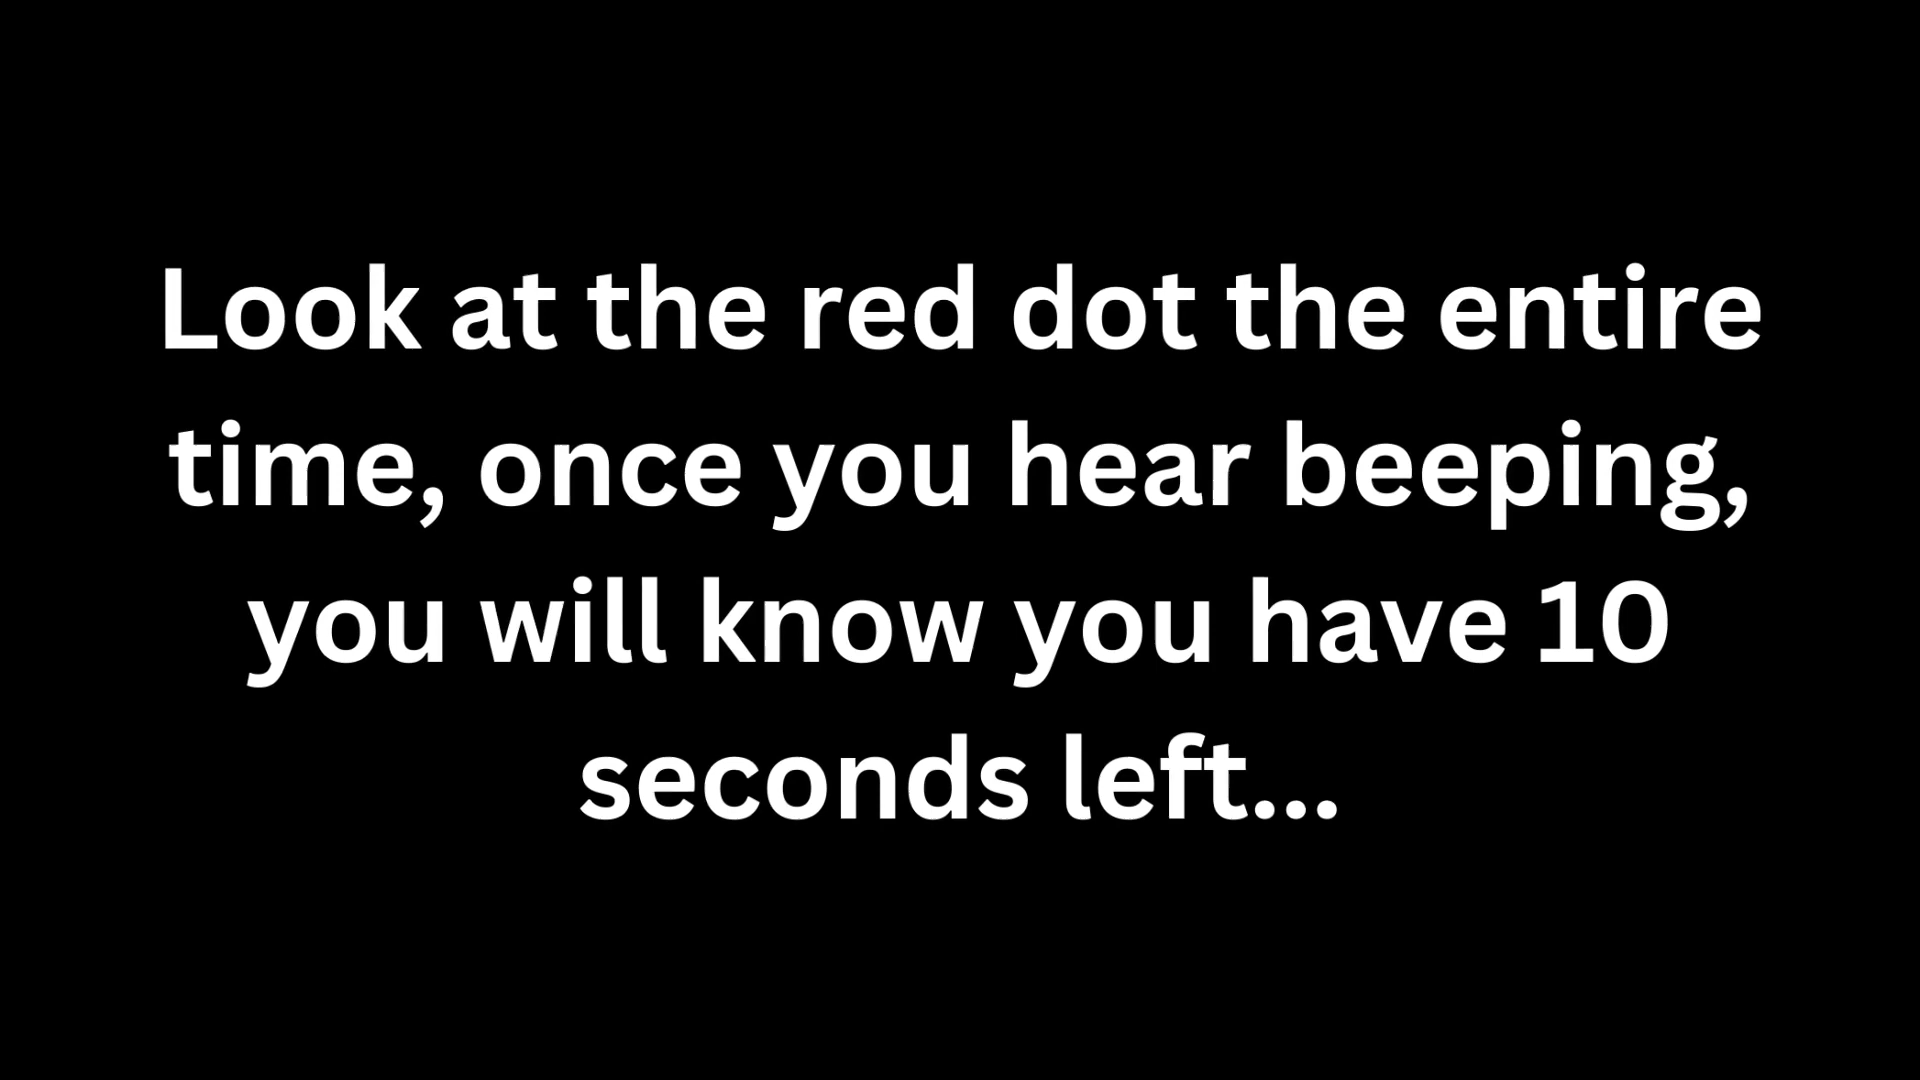 Look at the red dot the entire
time, once you hear beeping,
you will know you have 10
seconds left...